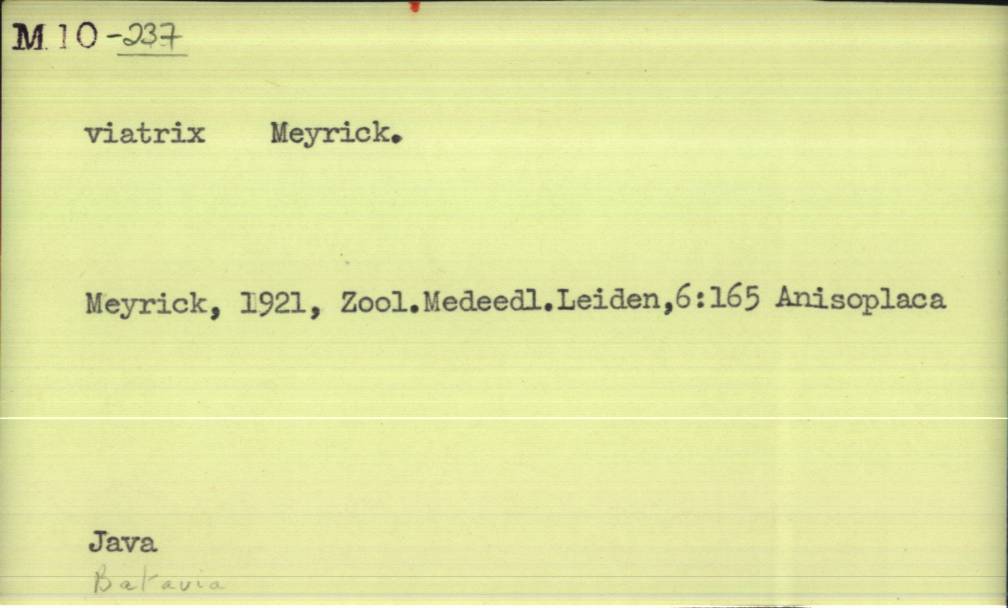 M 10 -237
viatrix Meyrick.
Meyrick, 1921, Zool.Medeedl.Leiden,6:165 Anisoplaca
Java
Batavia